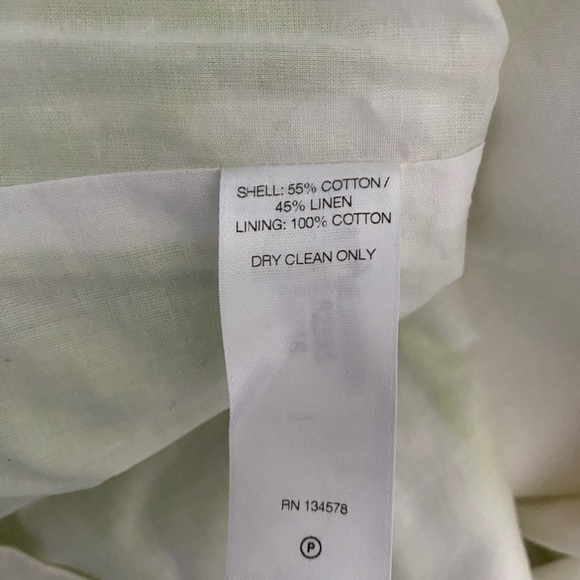 SHELL: 55% COTTON /
45% LINEN
LINING: 100% COTTON
DRY CLEAN ONLY
RN 134578
P